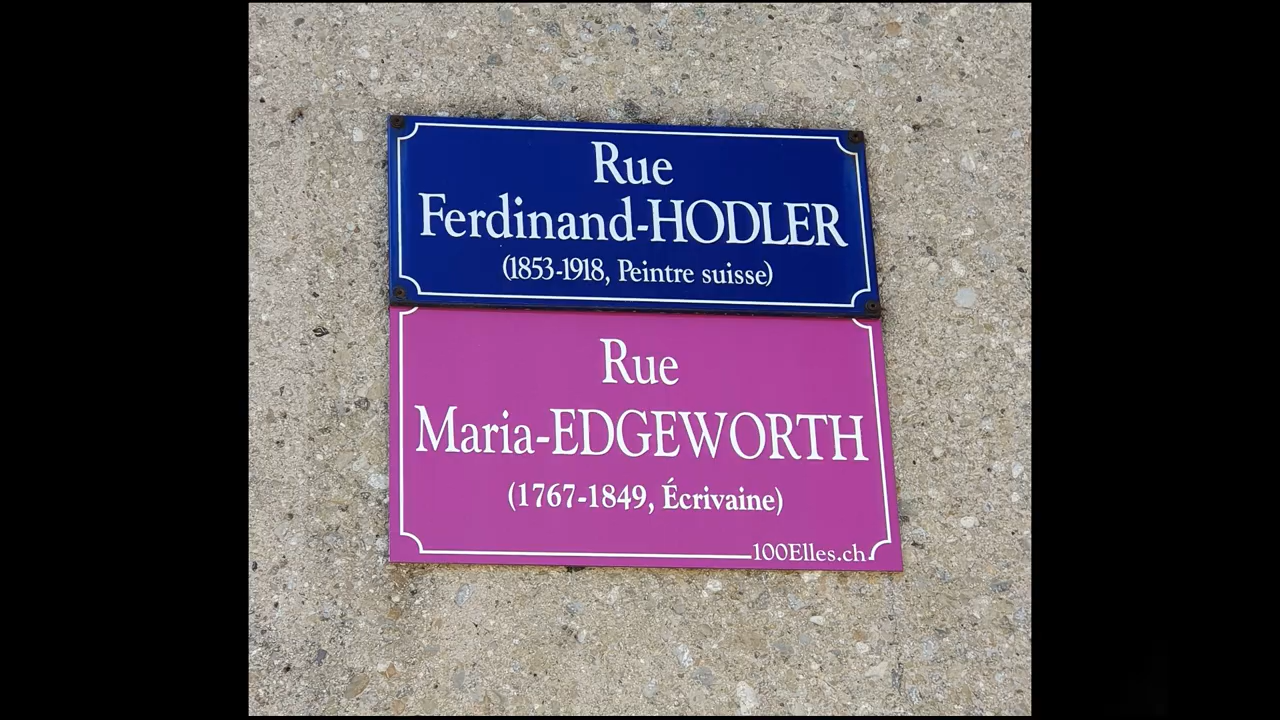 Rue
Ferdinand-HODLER
(1853-1918, Peintre suisse)
Rue
Maria-EDGEWORTH
(1767-1849, Écrivaine)
100Elles.ch